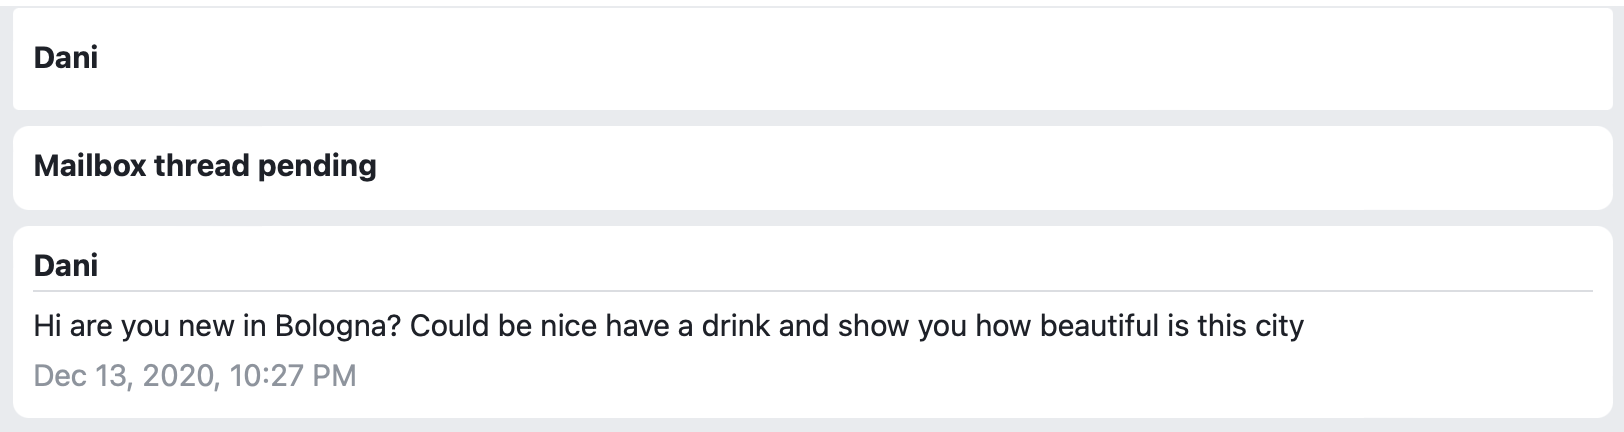 Dani
Mailbox thread pending
Dani
Hi are you new in Bologna? Could be nice have a drink and show you how beautiful is this city
Dec 13, 2020, 10:27 PM